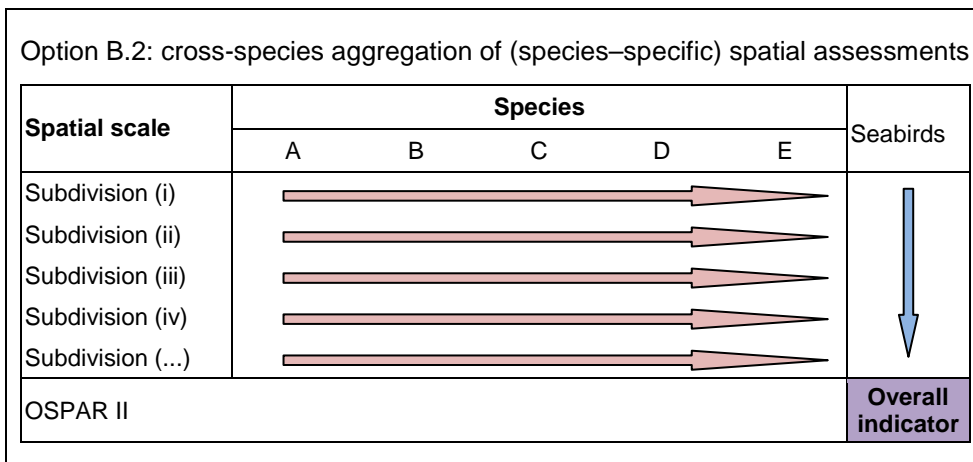 Option B.2: cross-species aggregation of (species–specific) spatial assessments
Spatial scale
Species
Seabirds
A B C D E
Subdivision (i)
Subdivision (ii)
Subdivision (iii)
Subdivision (iv)
Subdivision (...)
OSPAR II
Overall
indicator